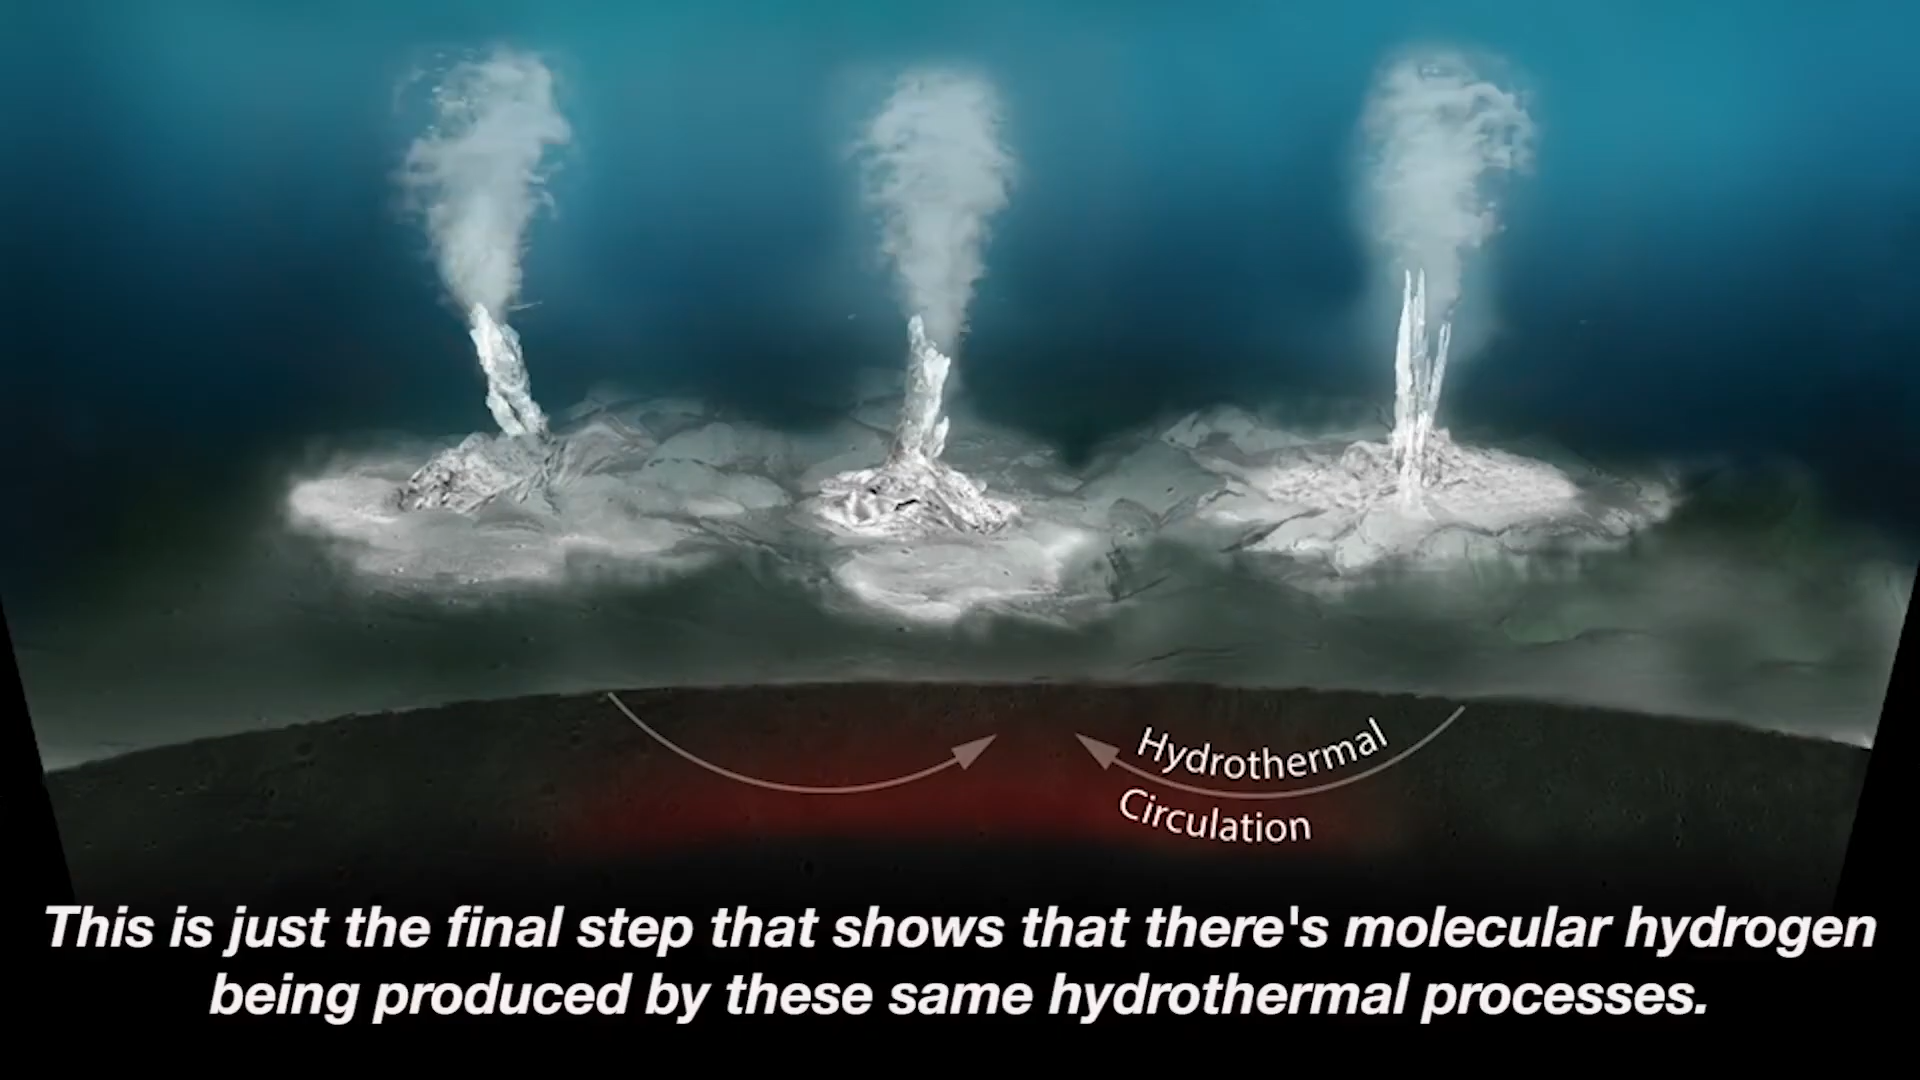 Hydrothermal
Circulation
This is just the final step that shows that there's molecular hydrogen
being produced by these same hydrothermal processes.